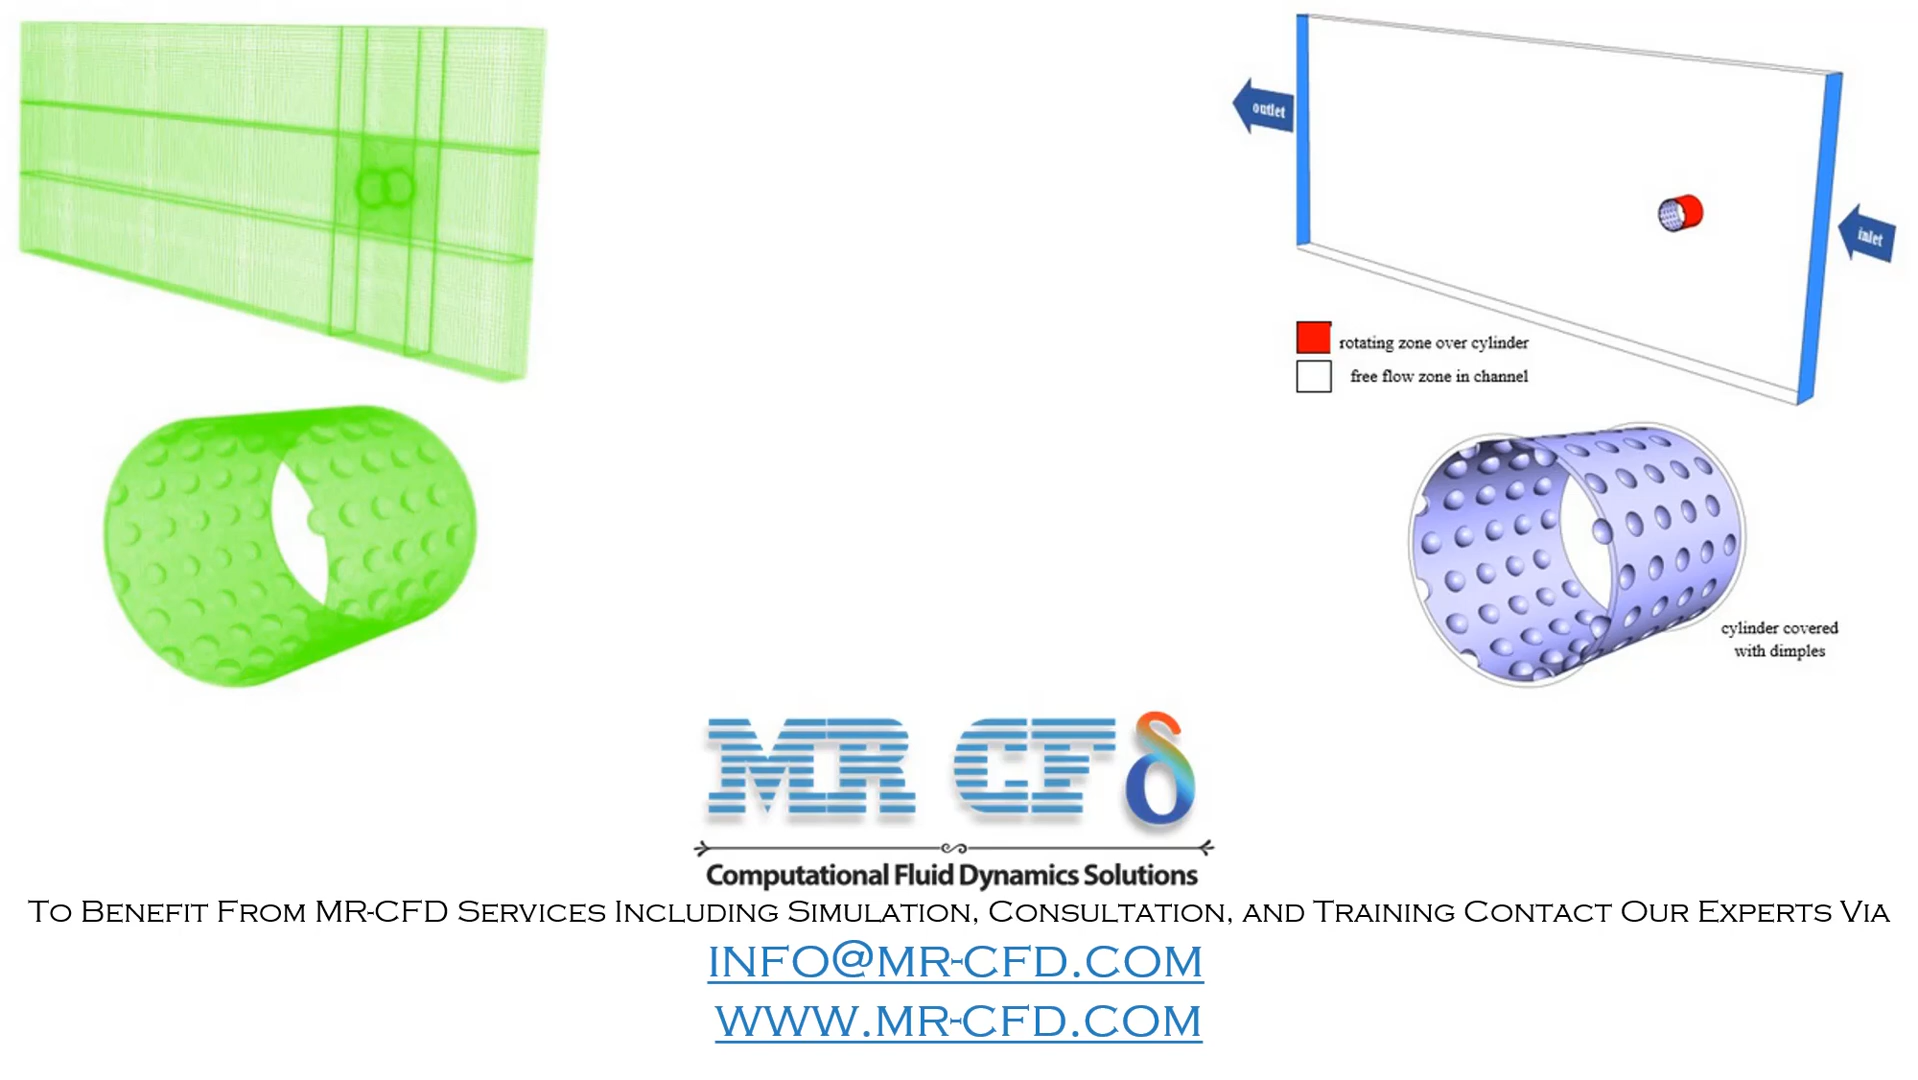 outlet
inlet
rotating zone over cylinder
free flow zone in channel
cylinder covered
with dimples
MR CFδ
Computational Fluid Dynamics Solutions
To Benefit From MR-CFD Services Including Simulation, Consultation, and Training Contact Our Experts Via
INFO@MR-CFD.COM
WWW.MR-CFD.COM